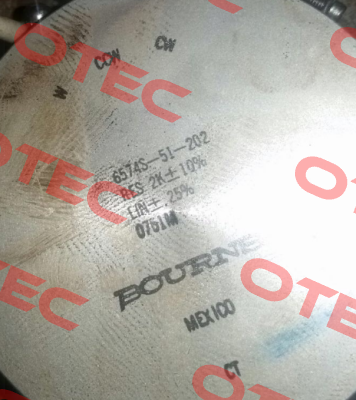 CW
CCW
W
6574S-51-202
RES 2K±10%
LIN± 25%
0751M
BOURNS
MEXICO
CT
OTEC
OTEC
OTEC
OTEC
OTEC